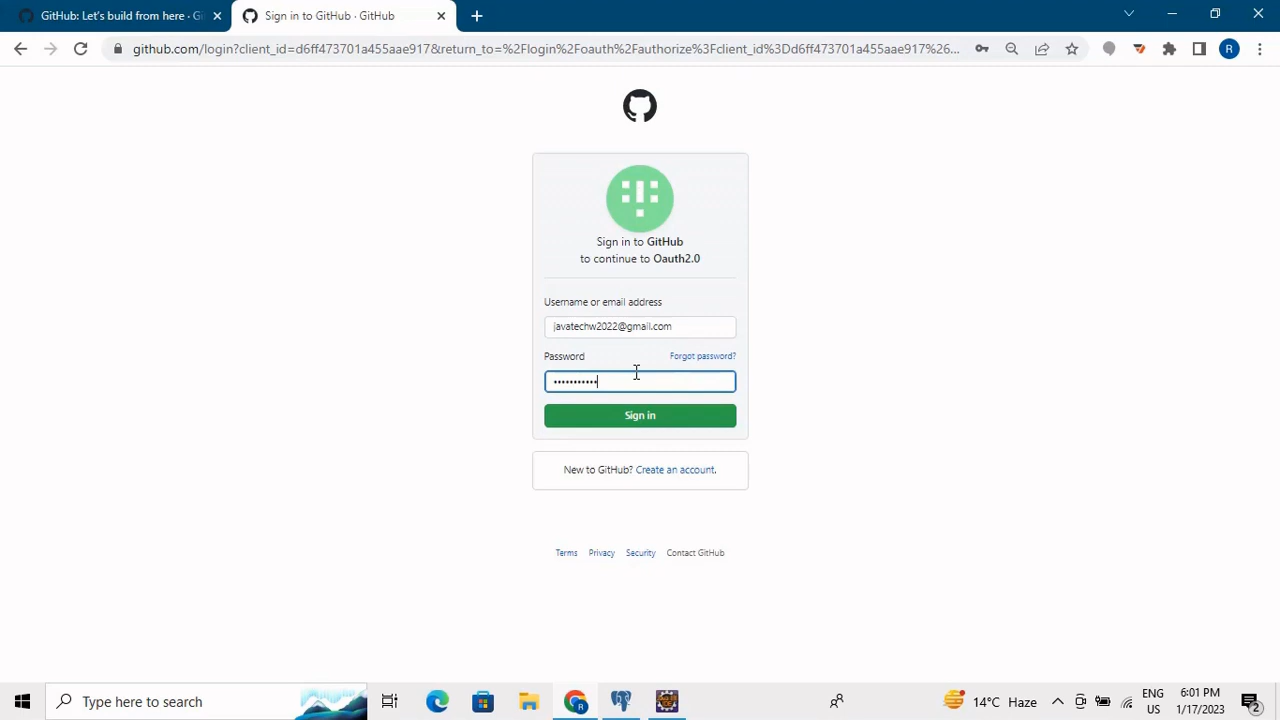 GitHub: Let's build from here · Gi
Sign in to GitHub · GitHub
github.com/login?client_id=d6ff473701a455aae917&return_to=%2Flogin%2Foauth%2Fauthorize%3Fclient_id%3Dd6ff473701a455aae917%26...
R
Sign in to GitHub
to continue to Oauth2.0
Username or email address
javatechw2022@gmail.com
Password
Forgot password?
•••••••••••
Sign in
New to GitHub? Create an account.
Terms
Privacy
Security
Contact GitHub
Type here to search
R
14°C Haze
ENG
US
6:01 PM
1/17/2023
2